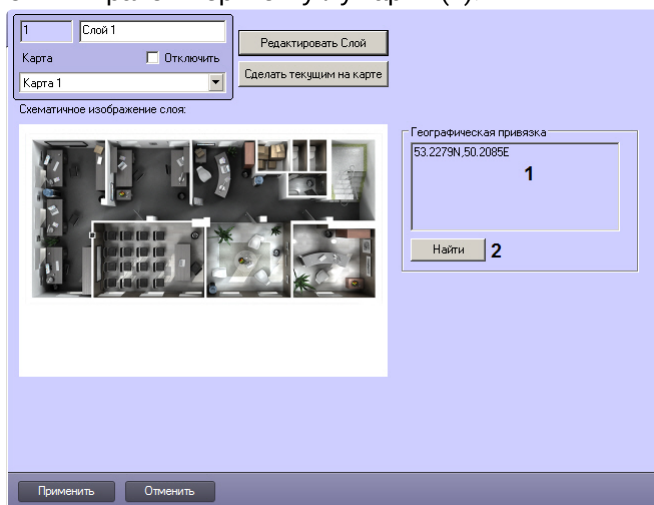 1
Слой 1
Карта
Отключить
Карта 1
Редактировать Слой
Сделать текущим на карте
Схематичное изображение слоя:
Географическая привязка
53.2279N,50.2085E
1
Найти
2
Применить
Отменить